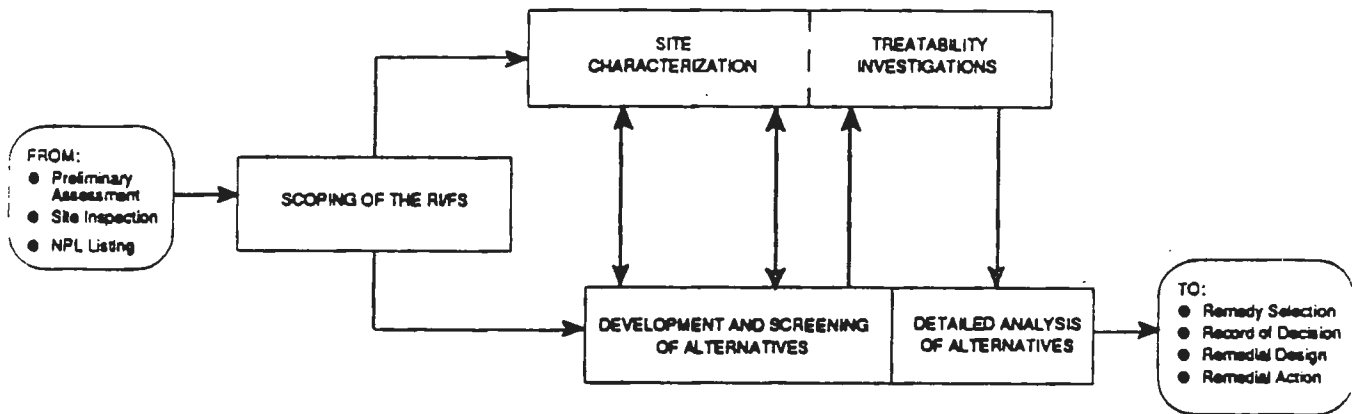 SITE
CHARACTERIZATION
TREATABILITY
INVESTIGATIONS
FROM:
● Preliminary
Assessment
● Site Inspection
● NPL Listing
SCOPING OF THE RI/FS
DEVELOPMENT AND SCREENING
OF ALTERNATIVES
DETAILED ANALYSIS
OF ALTERNATIVES
TO:
● Remedy Selection
● Record of Decision
● Remedial Design
● Remedial Action